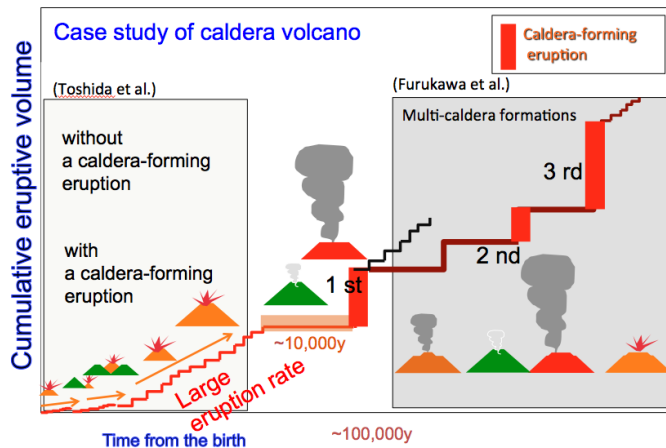 Case study of caldera volcano
Caldera-forming
eruption
(Toshida et al.)
(Furukawa et al.)
Cumulative eruptive volume
without
a caldera-forming
eruption
with
a caldera-forming
eruption
Multi-caldera formations
3 rd
2 nd
1 st
~10,000y
Large
eruption rate
Time from the birth
~100,000y